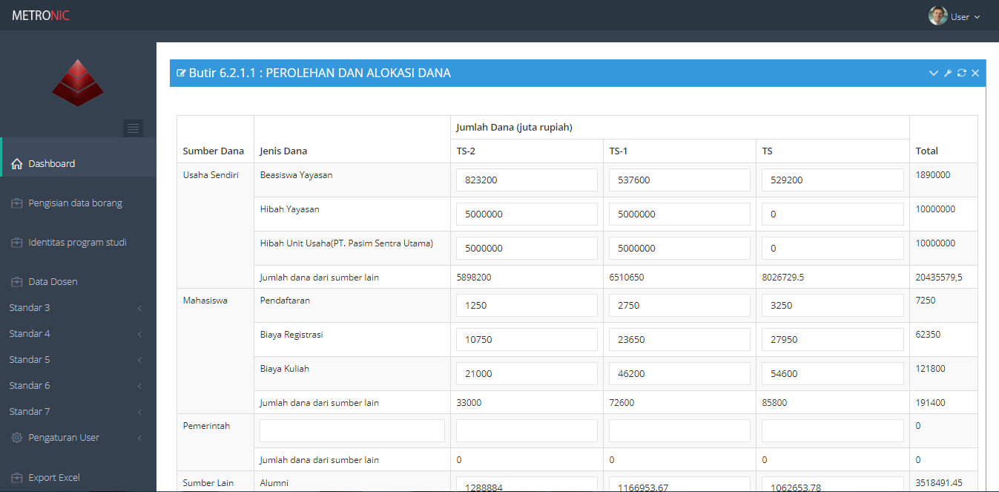 METRONIC
User
Butir 6.2.1.1 : PEROLEHAN DAN ALOKASI DANA
Dashboard
Pengisian data borang
Identitas program studi
Data Dosen
Standar 3
Standar 4
Standar 5
Standar 6
Standar 7
Pengaturan User
Export Excel
Jumlah Dana (juta rupiah)
Sumber Dana Jenis Dana TS-2 TS-1 TS Total
Usaha Sendiri Beasiswa Yayasan 823200 537600 529200 1890000
Hibah Yayasan 5000000 5000000 0 10000000
Hibah Unit Usaha(PT. Pasim Sentra Utama) 5000000 5000000 0 10000000
Jumlah dana dari sumber lain 5898200 6510650 8026729.5 20435579,5
Mahasiswa Pendaftaran 1250 2750 3250 7250
Biaya Registrasi 10750 23650 27950 62350
Biaya Kuliah 21000 46200 54600 121800
Jumlah dana dari sumber lain 33000 72600 85800 191400
Pemerintah 0
Jumlah dana dari sumber lain 0 0 0 0
Sumber Lain Alumni 1288884 1166953.67 1062653.78 3518491.45